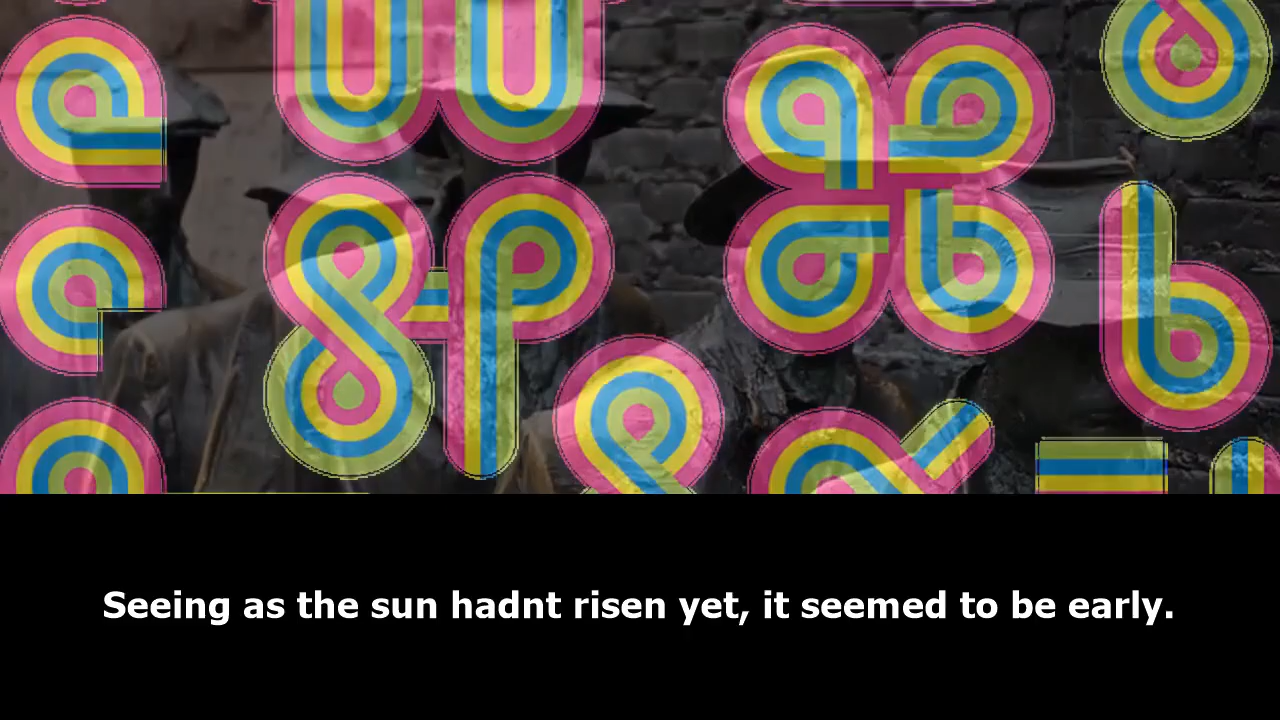 Seeing as the sun hadnt risen yet, it seemed to be early.